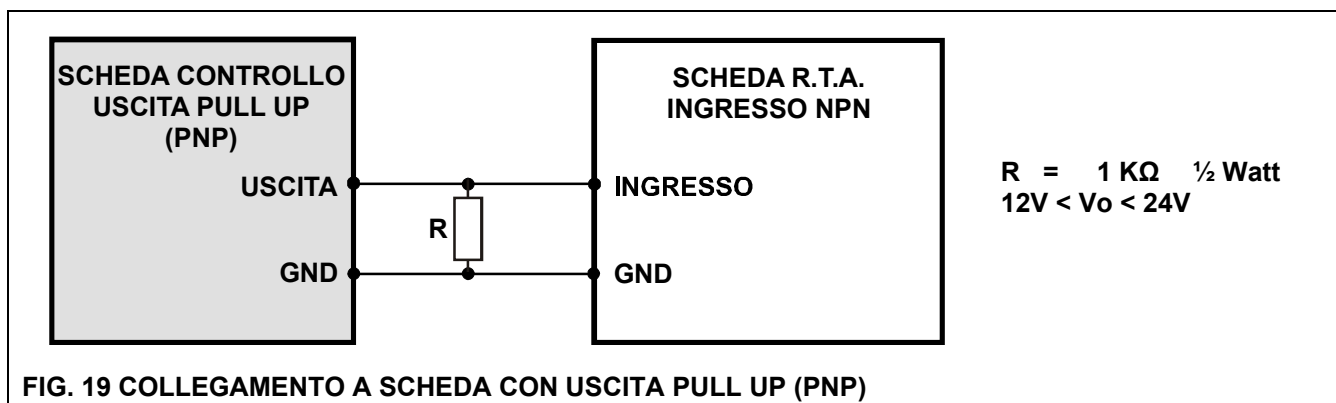 SCHEDA CONTROLLO
USCITA PULL UP
(PNP)
USCITA
GND
R
SCHEDA R.T.A.
INGRESSO NPN
INGRESSO
GND
R = 1 KΩ ½ Watt
12V < Vo < 24V
FIG. 19 COLLEGAMENTO A SCHEDA CON USCITA PULL UP (PNP)